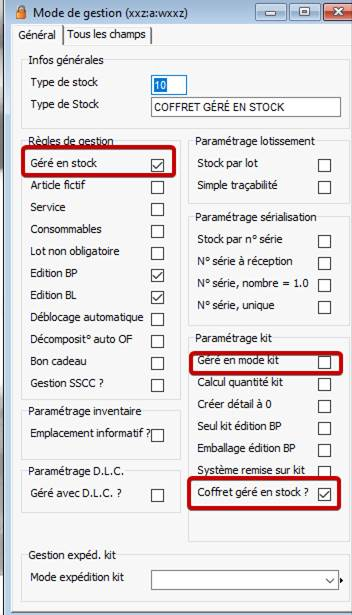 Mode de gestion (xxz:a:wxxz)
Général
Tous les champs
Infos générales
Type de stock
10
Type de Stock
COFFRET GÉRÉ EN STOCK
Règles de gestion
Géré en stock
Article fictif
Service
Consommables
Lot non obligatoire
Edition BP
Edition BL
Déblocage automatique
Décomposit° auto OF
Bon cadeau
Gestion SSCC ?
Paramétrage inventaire
Emplacement informatif ?
Paramétrage D.L.C.
Géré avec D.L.C. ?
Paramétrage lotissement
Stock par lot
Simple traçabilité
Paramétrage sérialisation
Stock par n° série
N° série à réception
N° série, nombre = 1.0
N° série, unique
Paramétrage kit
Géré en mode kit
Calcul quantité kit
Créer détail à 0
Seul kit édition BP
Emballage édition BP
Système remise sur kit
Coffret géré en stock ?
Gestion expéd. kit
Mode expédition kit